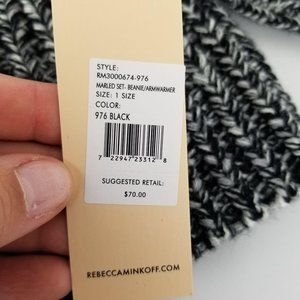 STYLE:
RM3000674-976
MARLED SET- BEANIE/ARMWARMER
SIZE: 1 SIZE
COLOR:
976 BLACK
7 22947 23312 8
SUGGESTED RETAIL:
$70.00
REBECCAMINKOFF.COM